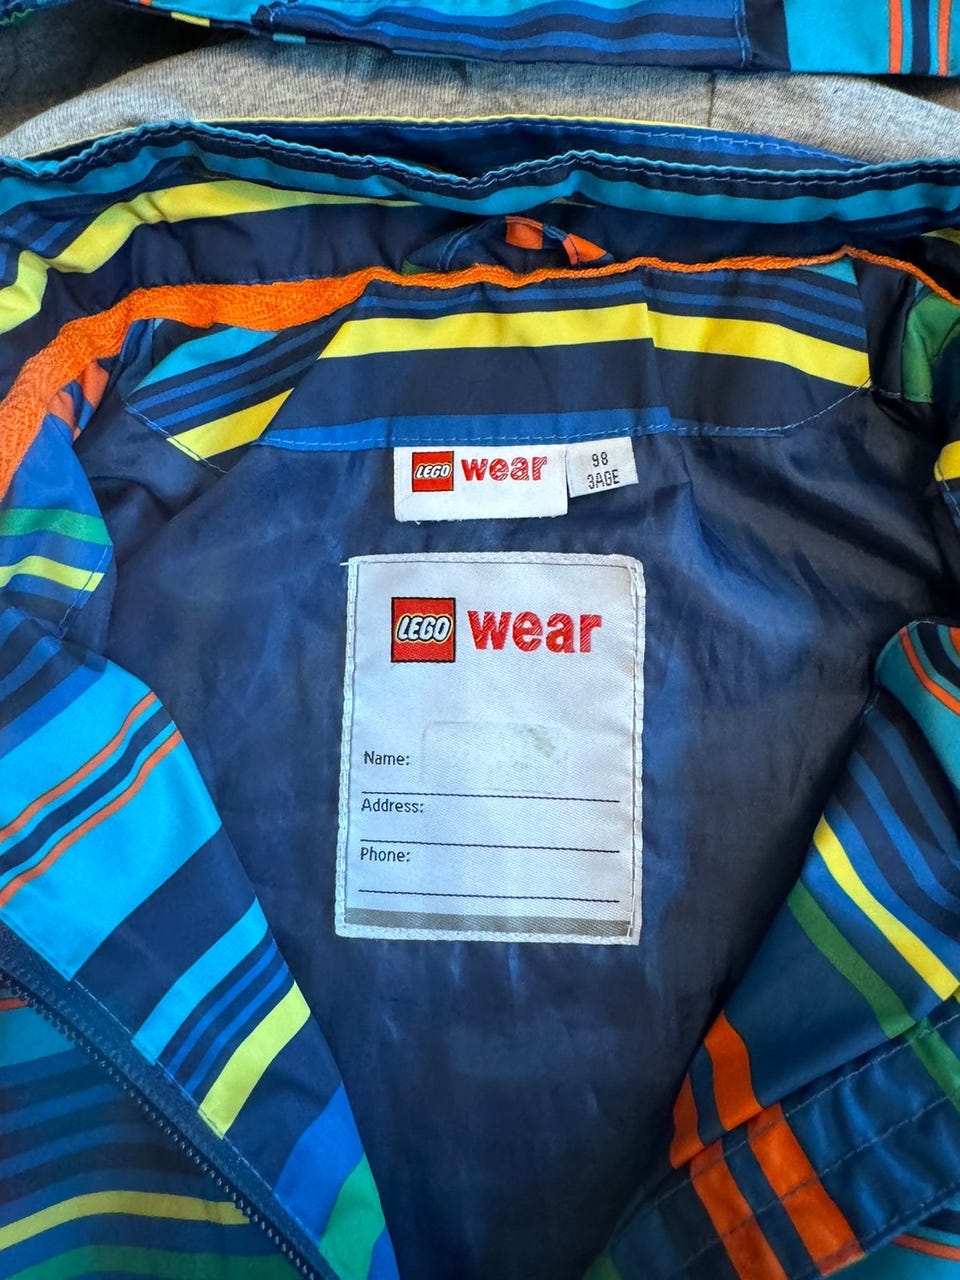 LEGO wear
98
3AGE
LEGO wear
Name:
Address:
Phone: